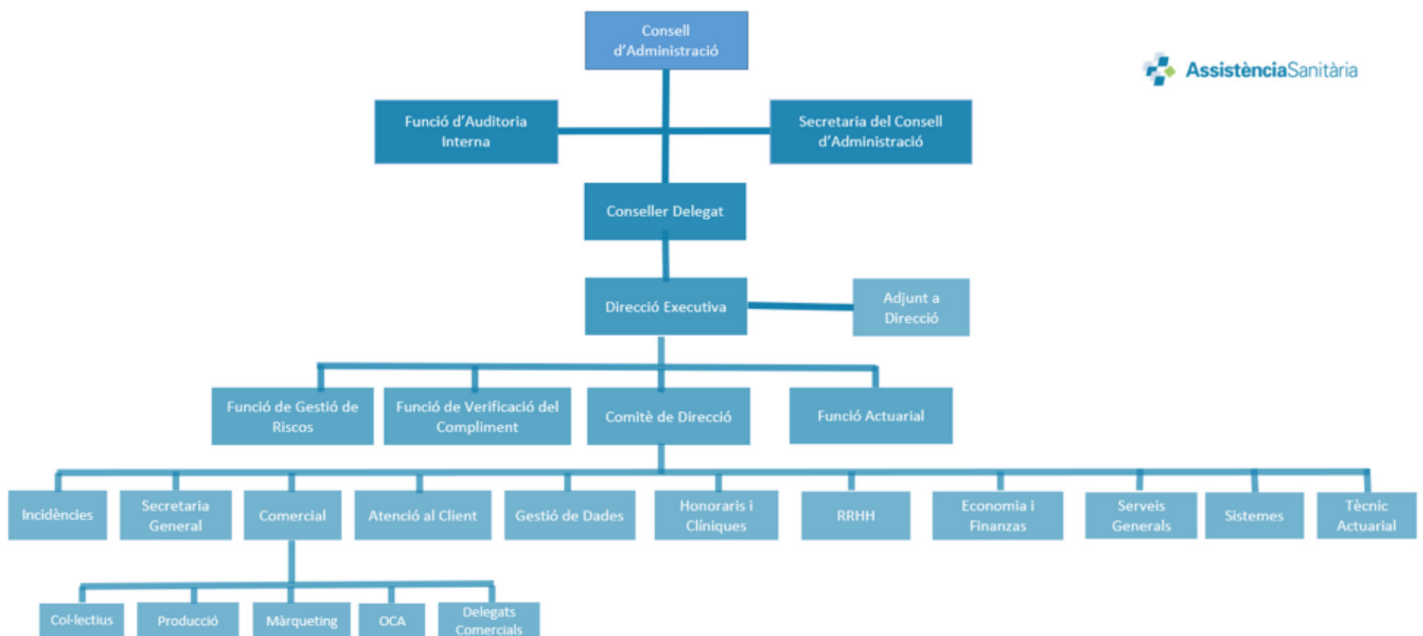 Consell
d'Administració
AssistènciaSanitària
Funció d'Auditoria
Interna
Secretaria del Consell
d'Administració
Conseller Delegat
Direcció Executiva
Adjunt a
Direcció
Funció de Gestió de
Riscos
Funció de Verificació del
Compliment
Comitè de Direcció
Funció Actuarial
Incidències
Secretaria
General
Comercial
Atenció al Client
Gestió de Dades
Honoraris i
Clíniques
RRHH
Economia i
Finanzas
Serveis
Generals
Sistemes
Tècnic
Actuarial
Col·lectius
Producció
Màrqueting
OCA
Delegats
Comercials